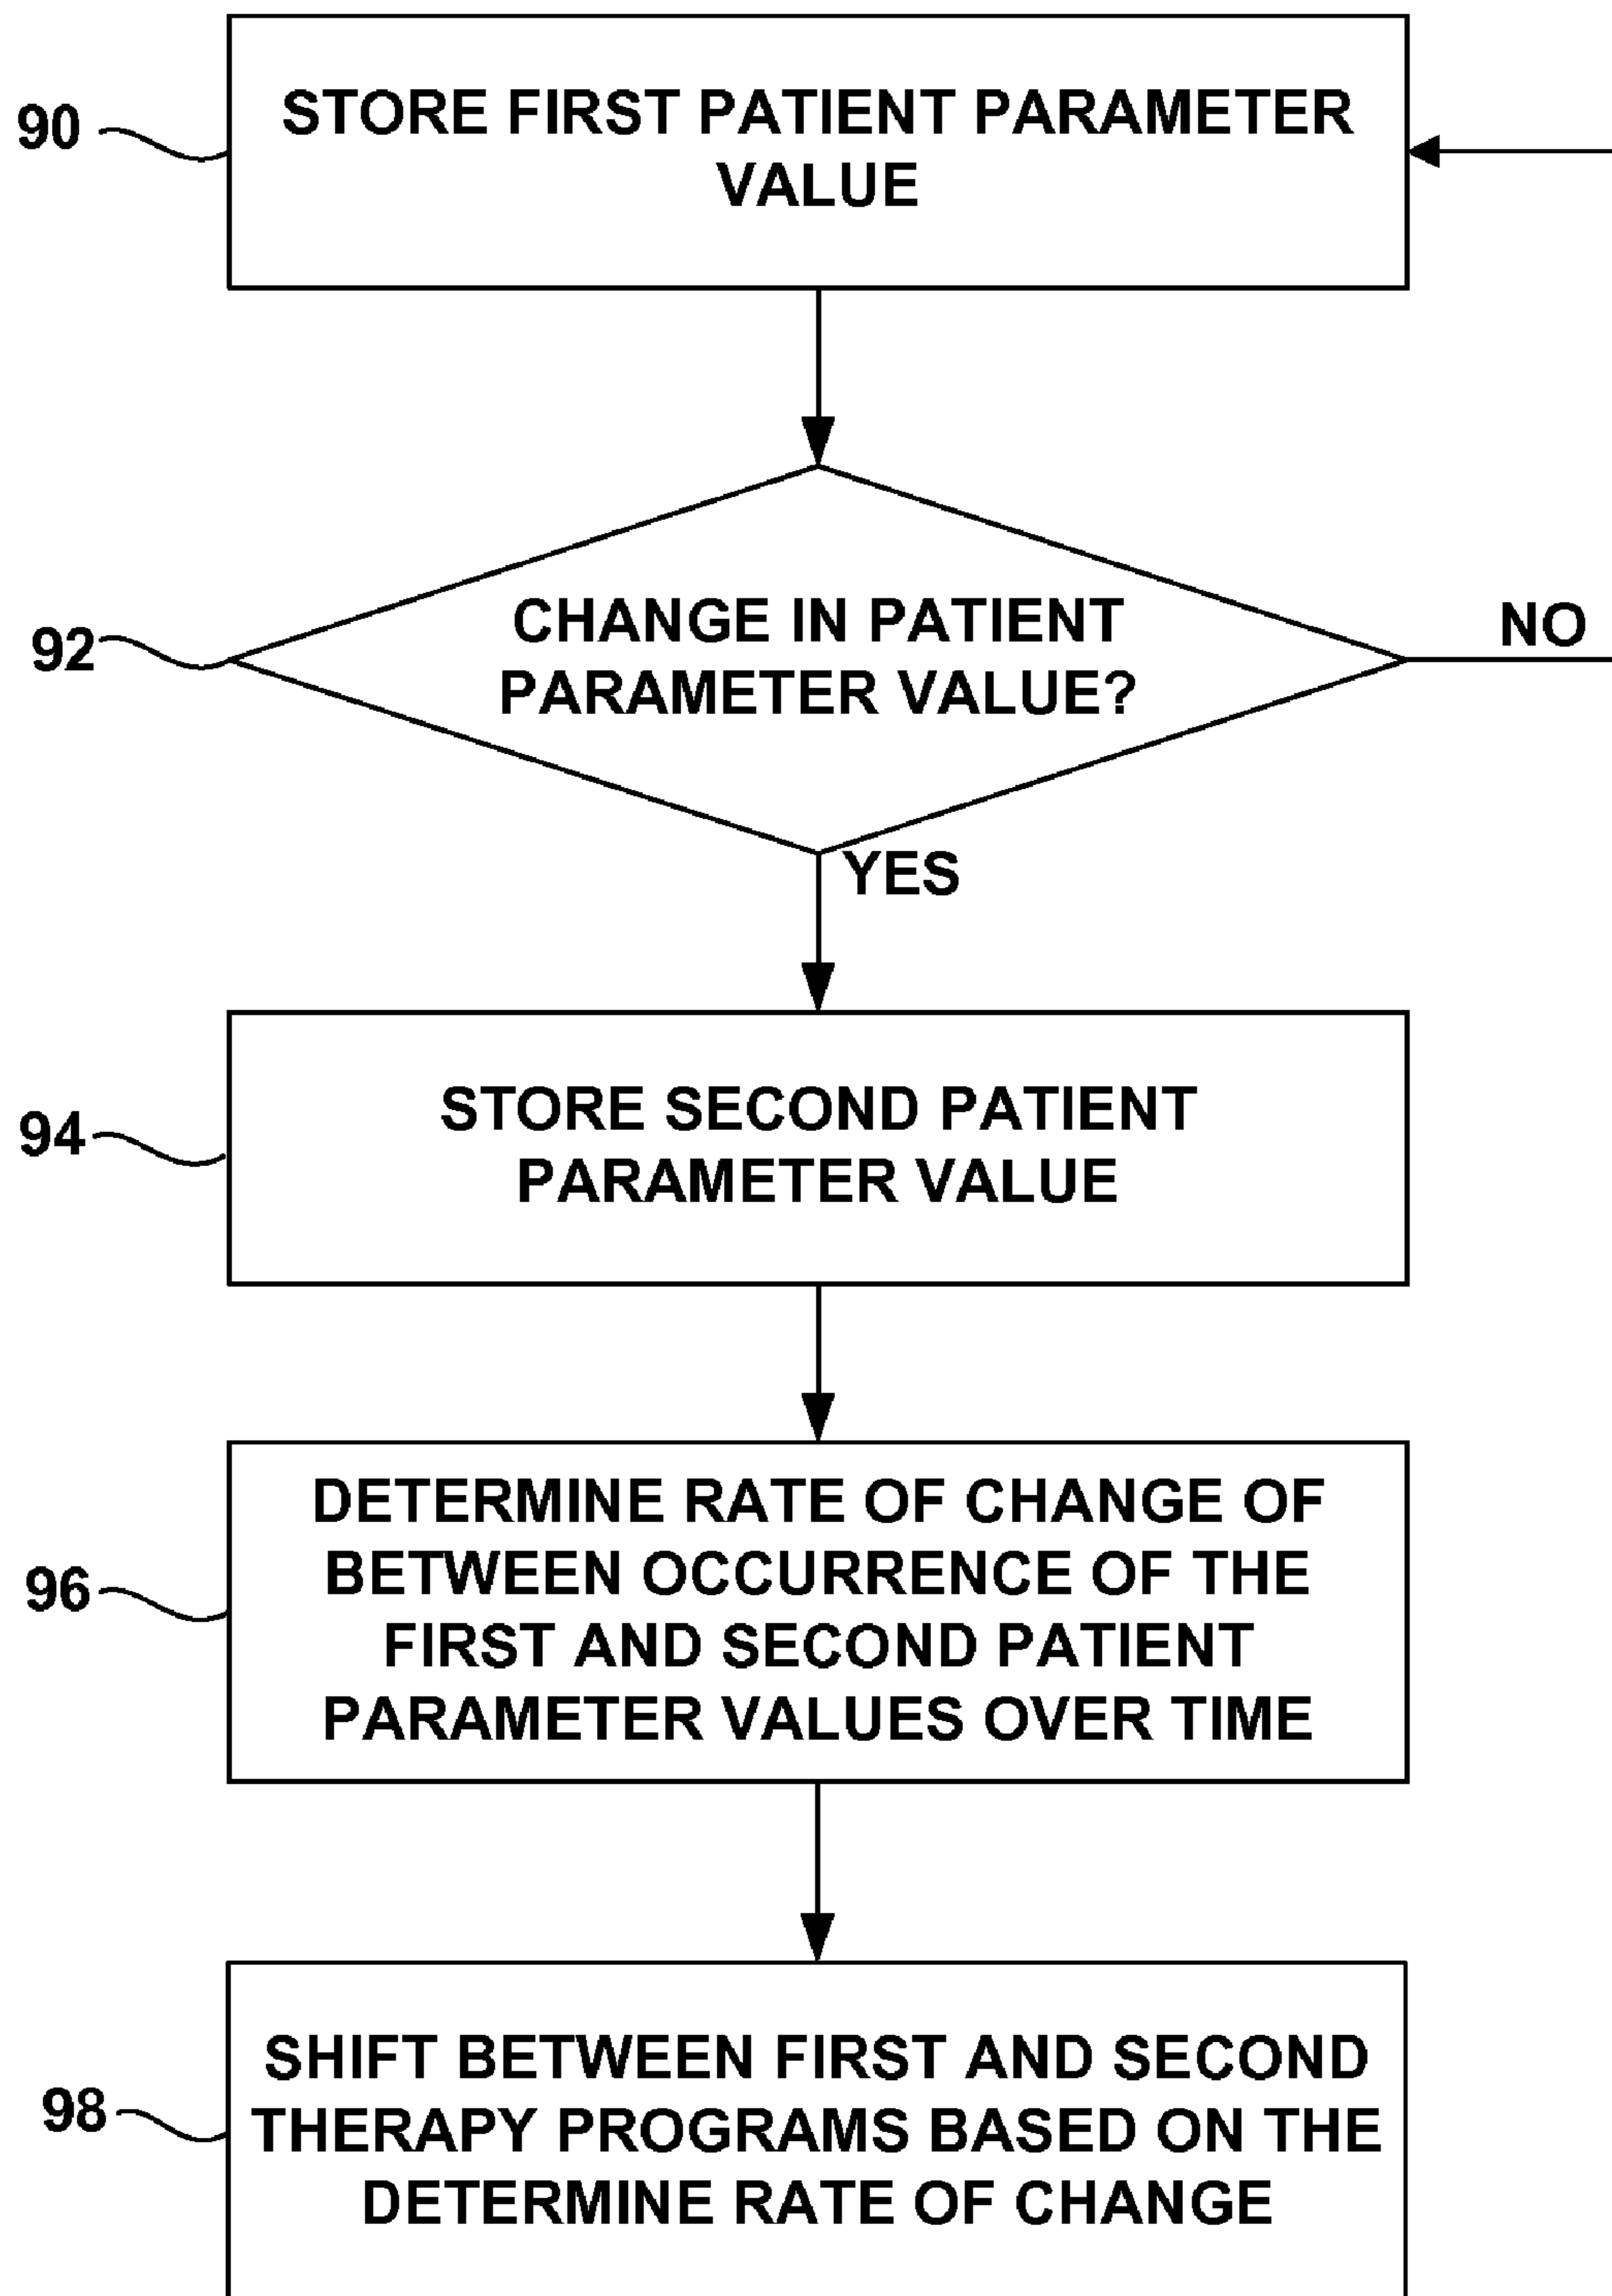 90
STORE FIRST PATIENT PARAMETER
VALUE
92
CHANGE IN PATIENT
PARAMETER VALUE?
NO
YES
94
STORE SECOND PATIENT
PARAMETER VALUE
96
DETERMINE RATE OF CHANGE OF
BETWEEN OCCURRENCE OF THE
FIRST AND SECOND PATIENT
PARAMETER VALUES OVER TIME
98
SHIFT BETWEEN FIRST AND SECOND
THERAPY PROGRAMS BASED ON THE
DETERMINE RATE OF CHANGE